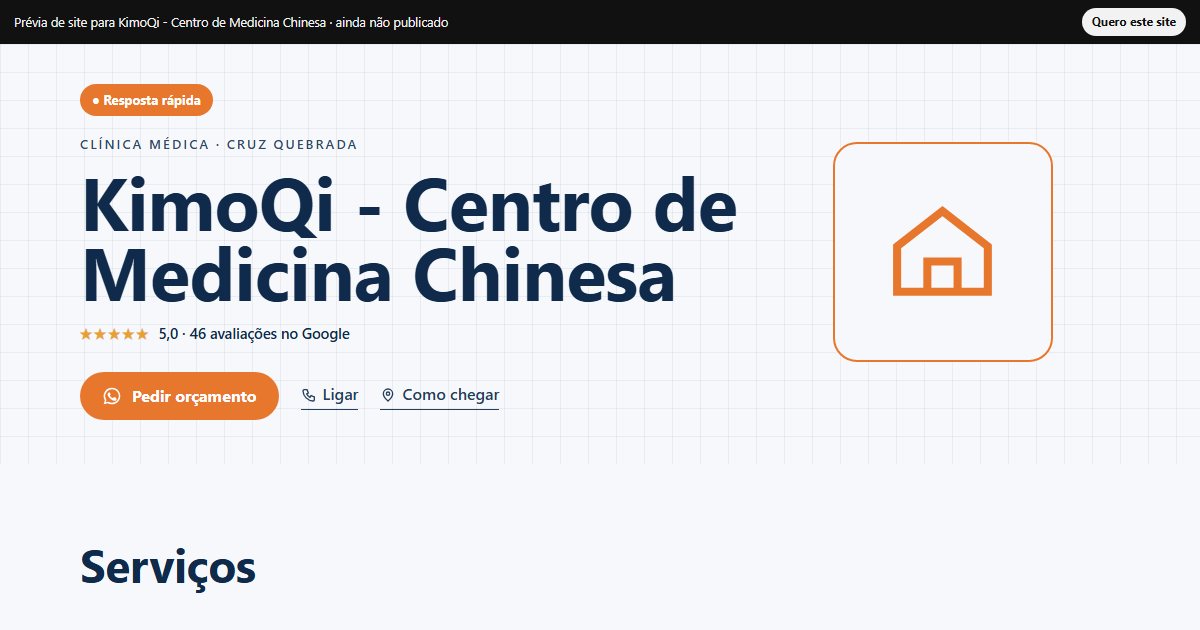 Prévia de site para KimoQi - Centro de Medicina Chinesa · ainda não publicado
Quero este site
Resposta rápida
CLÍNICA MÉDICA · CRUZ QUEBRADA
KimoQi - Centro de
Medicina Chinesa
★★★★★ 5,0 · 46 avaliações no Google
Pedir orçamento
Ligar
Como chegar
Serviços